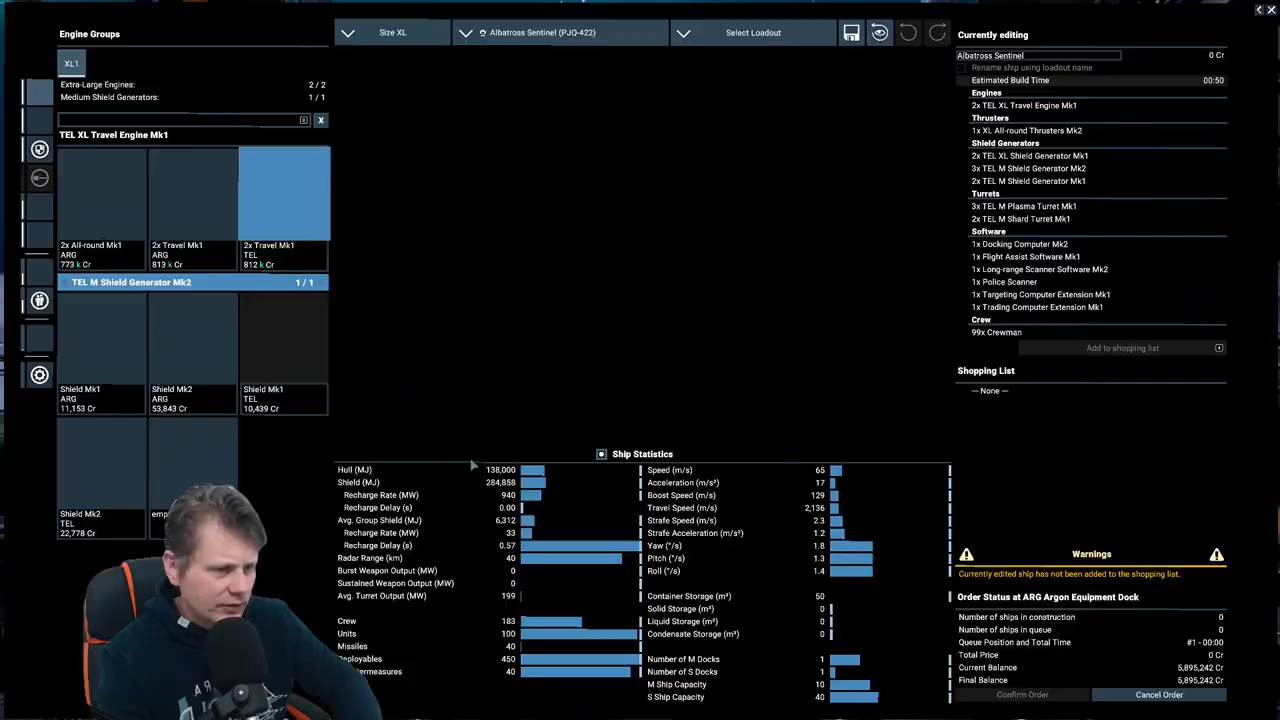 Engine Groups
XL1
Extra-Large Engines: 2 / 2
Medium Shield Generators: 1 / 1
X
TEL XL Travel Engine Mk1
2x All-round Mk1
ARG
773 k Cr
2x Travel Mk1
ARG
813 k Cr
2x Travel Mk1
TEL
812 k Cr
TEL M Shield Generator Mk2 1 / 1
Shield Mk1
ARG
11,153 Cr
Shield Mk2
ARG
53,843 Cr
Shield Mk1
TEL
10,439 Cr
Shield Mk2
TEL
22,778 Cr
Size XL
Albatross Sentinel (PJQ-422)
Select Loadout
Ship Statistics
Hull (MJ) 138,000
Shield (MJ) 284,858
Recharge Rate (MW) 940
Recharge Delay (s) 0.00
Avg. Group Shield (MJ) 6,312
Recharge Rate (MW) 33
Recharge Delay (s) 0.57
Radar Range (km) 40
Burst Weapon Output (MW) 0
Sustained Weapon Output (MW) 0
Avg. Turret Output (MW) 199
Crew 183
Units 100
Missiles 40
450
40
Speed (m/s) 65
Acceleration (m/s²) 17
Boost Speed (m/s) 129
Travel Speed (m/s) 2,136
Strafe Speed (m/s) 2.3
Strafe Acceleration (m/s²) 1.2
Yaw (°/s) 1.8
Pitch (°/s) 1.3
Roll (°/s) 1.4
Container Storage (m³) 50
Solid Storage (m³) 0
Liquid Storage (m³) 0
Condensate Storage (m³) 0
Number of M Docks 1
Number of S Docks 1
M Ship Capacity 10
S Ship Capacity 40
Currently editing
Albatross Sentinel 0 Cr
Rename ship using loadout name
Estimated Build Time 00:50
Engines
2x TEL XL Travel Engine Mk1
Thrusters
1x XL All-round Thrusters Mk2
Shield Generators
2x TEL XL Shield Generator Mk1
3x TEL M Shield Generator Mk2
2x TEL M Shield Generator Mk1
Turrets
3x TEL M Plasma Turret Mk1
2x TEL M Shard Turret Mk1
Software
1x Docking Computer Mk2
1x Flight Assist Software Mk1
1x Long-range Scanner Software Mk2
1x Police Scanner
1x Targeting Computer Extension Mk1
1x Trading Computer Extension Mk1
Crew
99x Crewman
Add to shopping list
Shopping List
— None —
Warnings
Currently edited ship has not been added to the shopping list.
Order Status at ARG Argon Equipment Dock
Number of ships in construction 0
Number of ships in queue 0
Queue Position and Total Time #1 - 00:00
Total Price 0 Cr
Current Balance 5,895,242 Cr
Final Balance 5,895,242 Cr
Confirm Order
Cancel Order